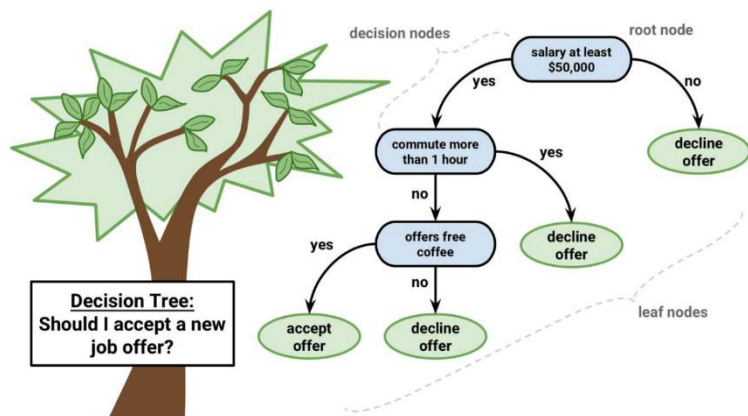 decision nodes
root node
salary at least
$50,000
yes
no
commute more
than 1 hour
yes
decline
offer
no
offers free
coffee
decline
offer
yes
no
leaf nodes
accept
offer
decline
offer
Decision Tree:
Should I accept a new
job offer?